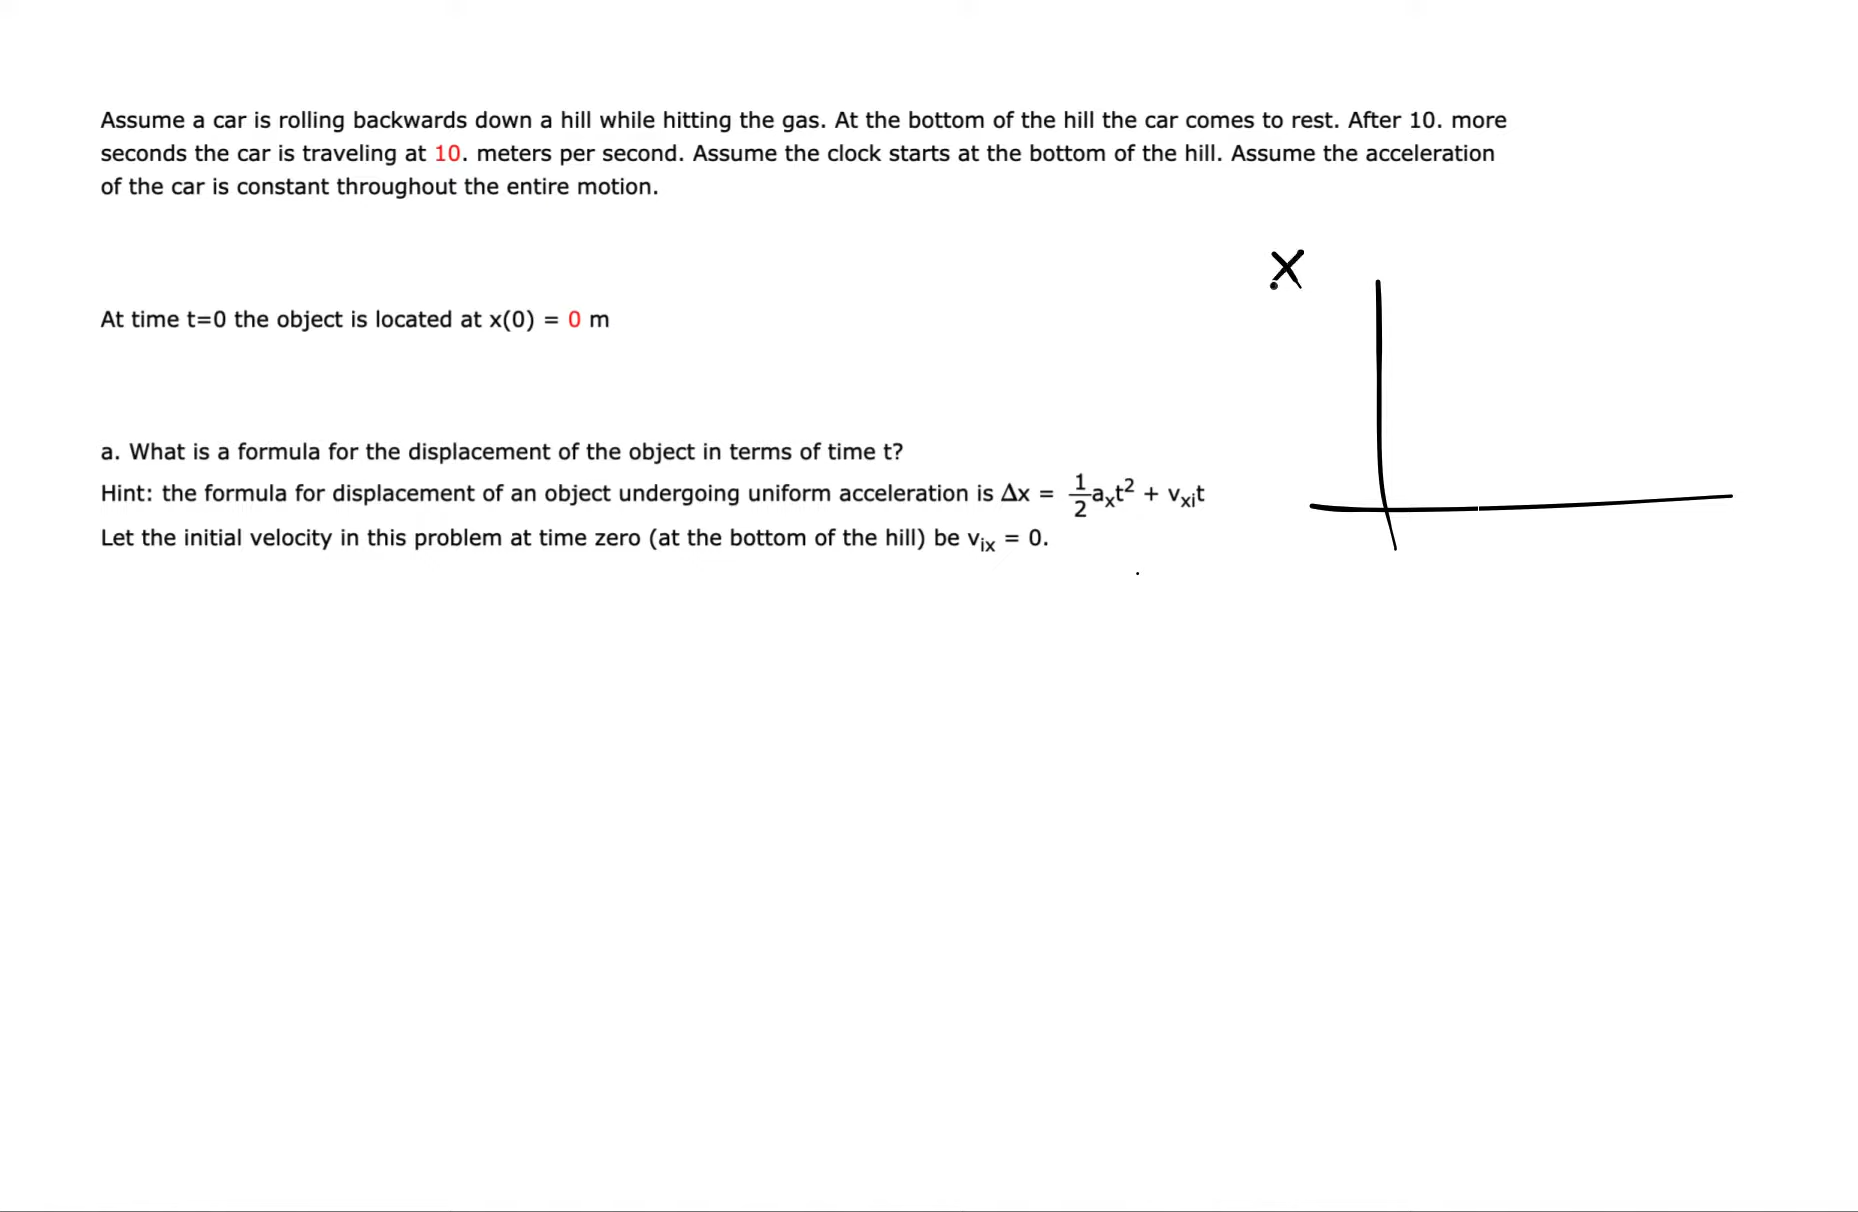 Assume a car is rolling backwards down a hill while hitting the gas. At the bottom of the hill the car comes to rest. After 10. more
seconds the car is traveling at 10. meters per second. Assume the clock starts at the bottom of the hill. Assume the acceleration
of the car is constant throughout the entire motion.
X
At time t=0 the object is located at x(0) = 0 m
a. What is a formula for the displacement of the object in terms of time t?
Hint: the formula for displacement of an object undergoing uniform acceleration is Δx = 1/2 aₓt² + vₓᵢt
Let the initial velocity in this problem at time zero (at the bottom of the hill) be vᵢₓ = 0.